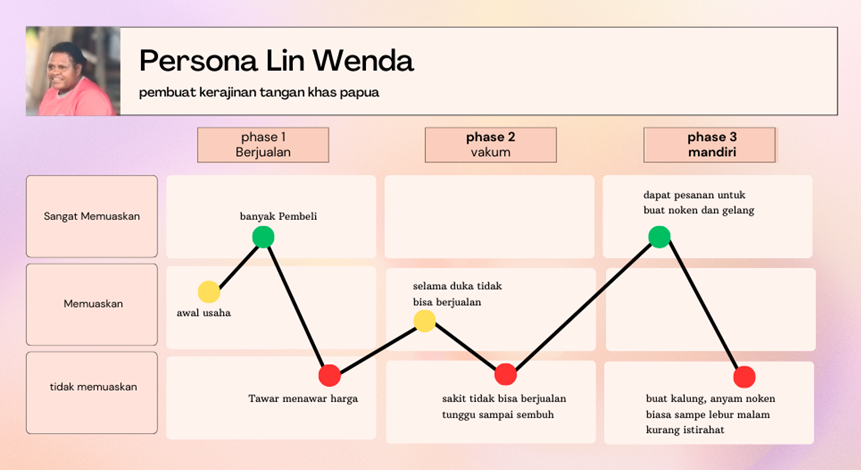 Persona Lin Wenda
pembuat kerajinan tangan khas papua
phase 1
Berjualan
phase 2
vakum
phase 3
mandiri
Sangat Memuaskan
banyak Pembeli
dapat pesanan untuk
buat noken dan gelang
Memuaskan
awal usaha
selama duka tidak
bisa berjualan
tidak memuaskan
Tawar menawar harga
sakit tidak bisa berjualan
tunggu sampai sembuh
buat kalung, anyam noken
biasa sampe lebur malam
kurang istirahat